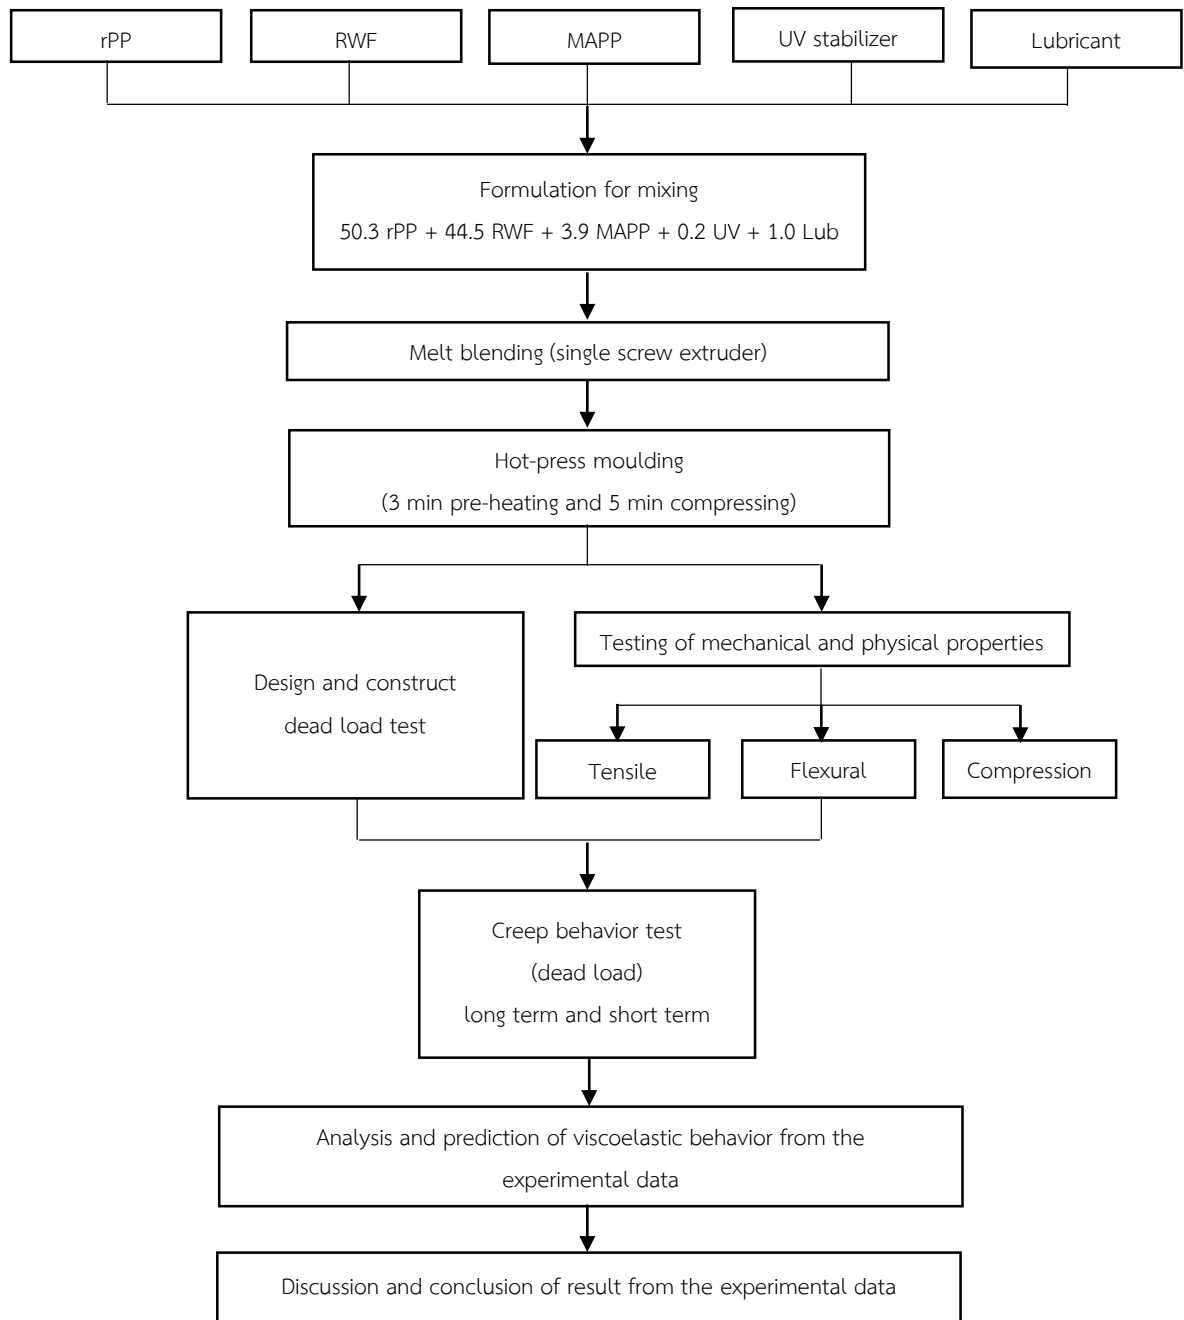 rPP
RWF
MAPP
UV stabilizer
Lubricant
Formulation for mixing
50.3 rPP + 44.5 RWF + 3.9 MAPP + 0.2 UV + 1.0 Lub
Melt blending (single screw extruder)
Hot-press moulding
(3 min pre-heating and 5 min compressing)
Design and construct
dead load test
Testing of mechanical and physical properties
Tensile
Flexural
Compression
Creep behavior test
(dead load)
long term and short term
Analysis and prediction of viscoelastic behavior from the
experimental data
Discussion and conclusion of result from the experimental data